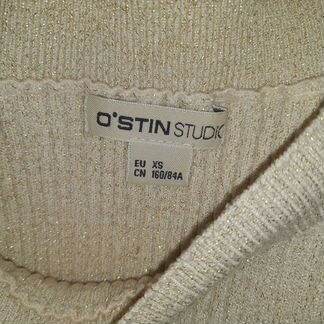 O'STIN STUDIO
EU XS
CN 160/84A